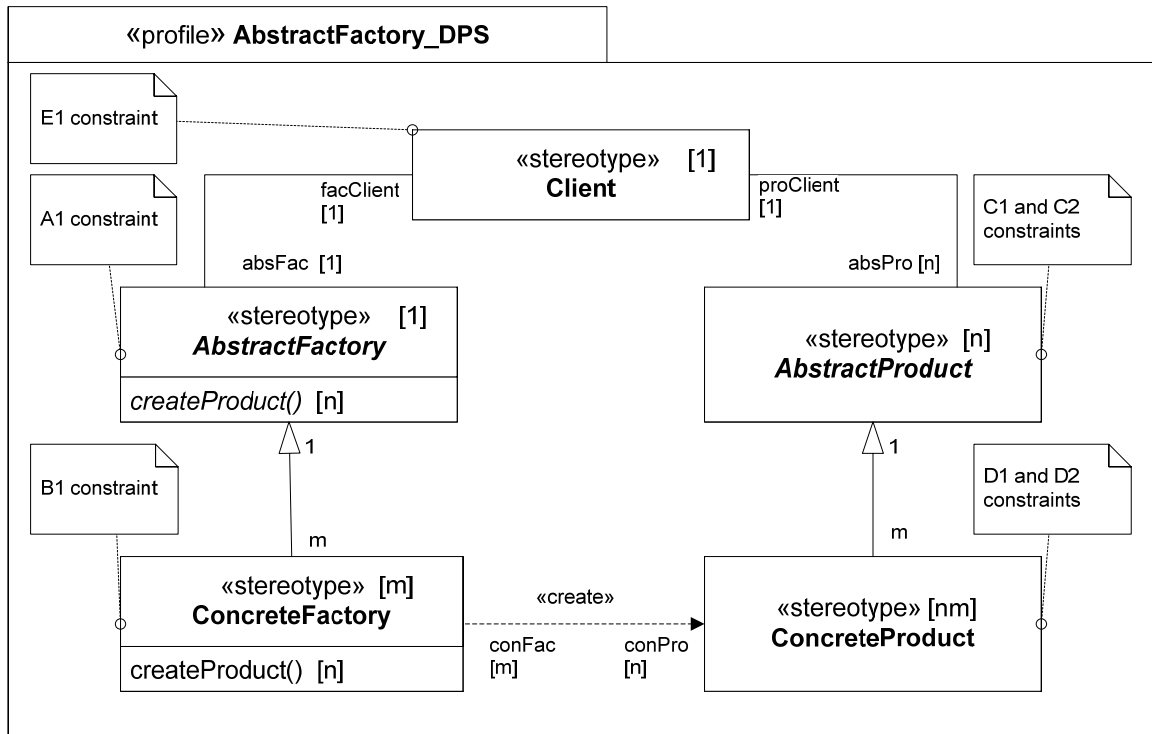 «profile» AbstractFactory_DPS
E1 constraint
«stereotype» [1]
Client
facClient
[1]
proClient
[1]
A1 constraint
C1 and C2
constraints
absFac [1]
absPro [n]
«stereotype» [1]
AbstractFactory
createProduct() [n]
«stereotype» [n]
AbstractProduct
1
1
B1 constraint
D1 and D2
constraints
m
m
«stereotype» [m]
ConcreteFactory
createProduct() [n]
«create»
conFac
[m]
conPro
[n]
«stereotype» [nm]
ConcreteProduct